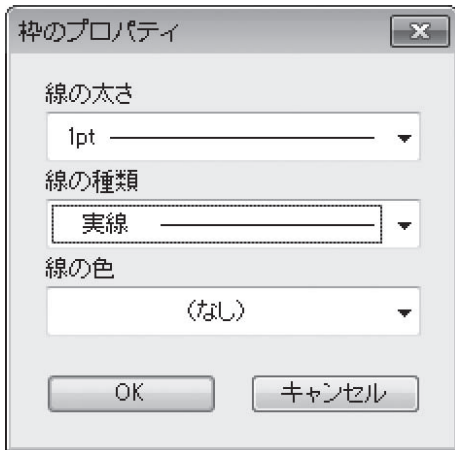 枠のプロパティ
線の太さ
1pt
線の種類
実線
線の色
(なし)
OK
キャンセル